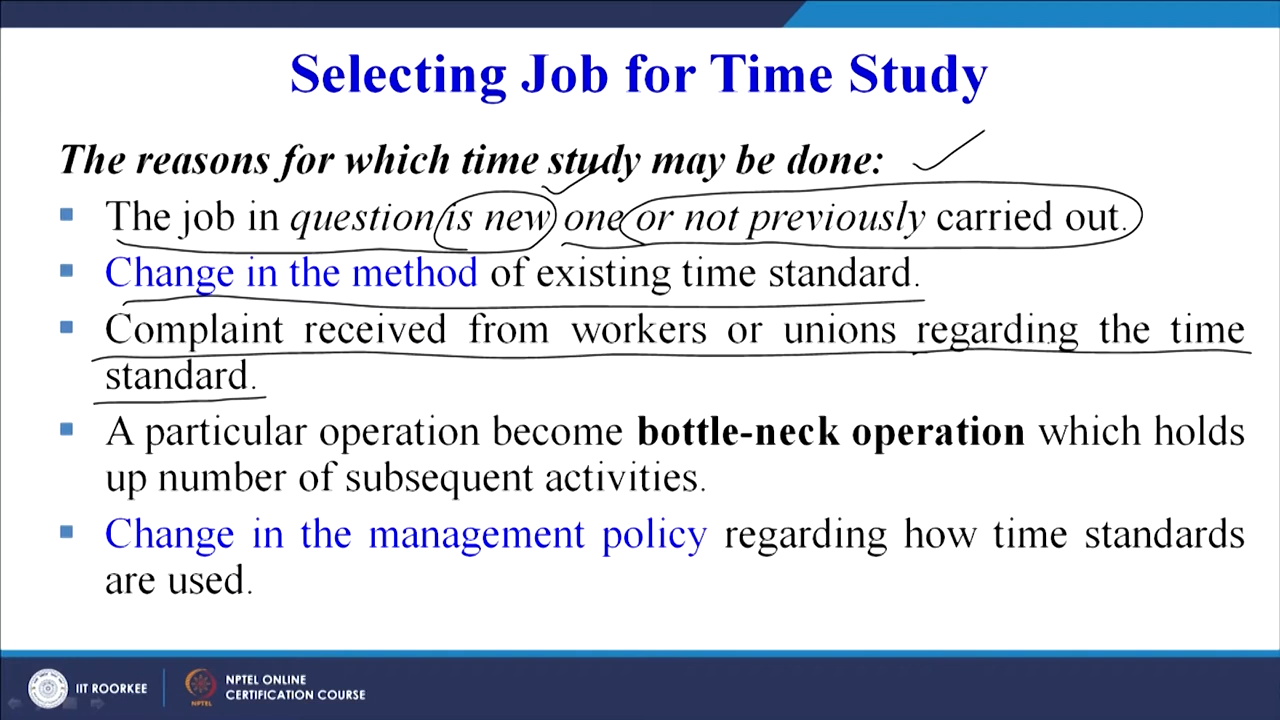 Selecting Job for Time Study
The reasons for which time study may be done:
▪ The job in question is new one or not previously carried out.
▪ Change in the method of existing time standard.
▪ Complaint received from workers or unions regarding the time
standard.
▪ A particular operation become bottle-neck operation which holds
up number of subsequent activities.
▪ Change in the management policy regarding how time standards
are used.
IIT ROORKEE
NPTEL
NPTEL ONLINE
CERTIFICATION COURSE